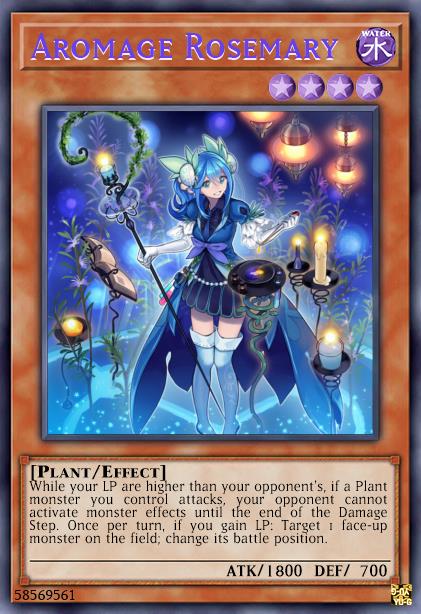 AROMAGE ROSEMARY
WATER
水
[PLANT/EFFECT]
While your LP are higher than your opponent's, if a Plant
monster you control attacks, your opponent cannot
activate monster effects until the end of the Damage
Step. Once per turn, if you gain LP: Target 1 face-up
monster on the field; change its battle position.
ATK/1800 DEF/ 700
58569561